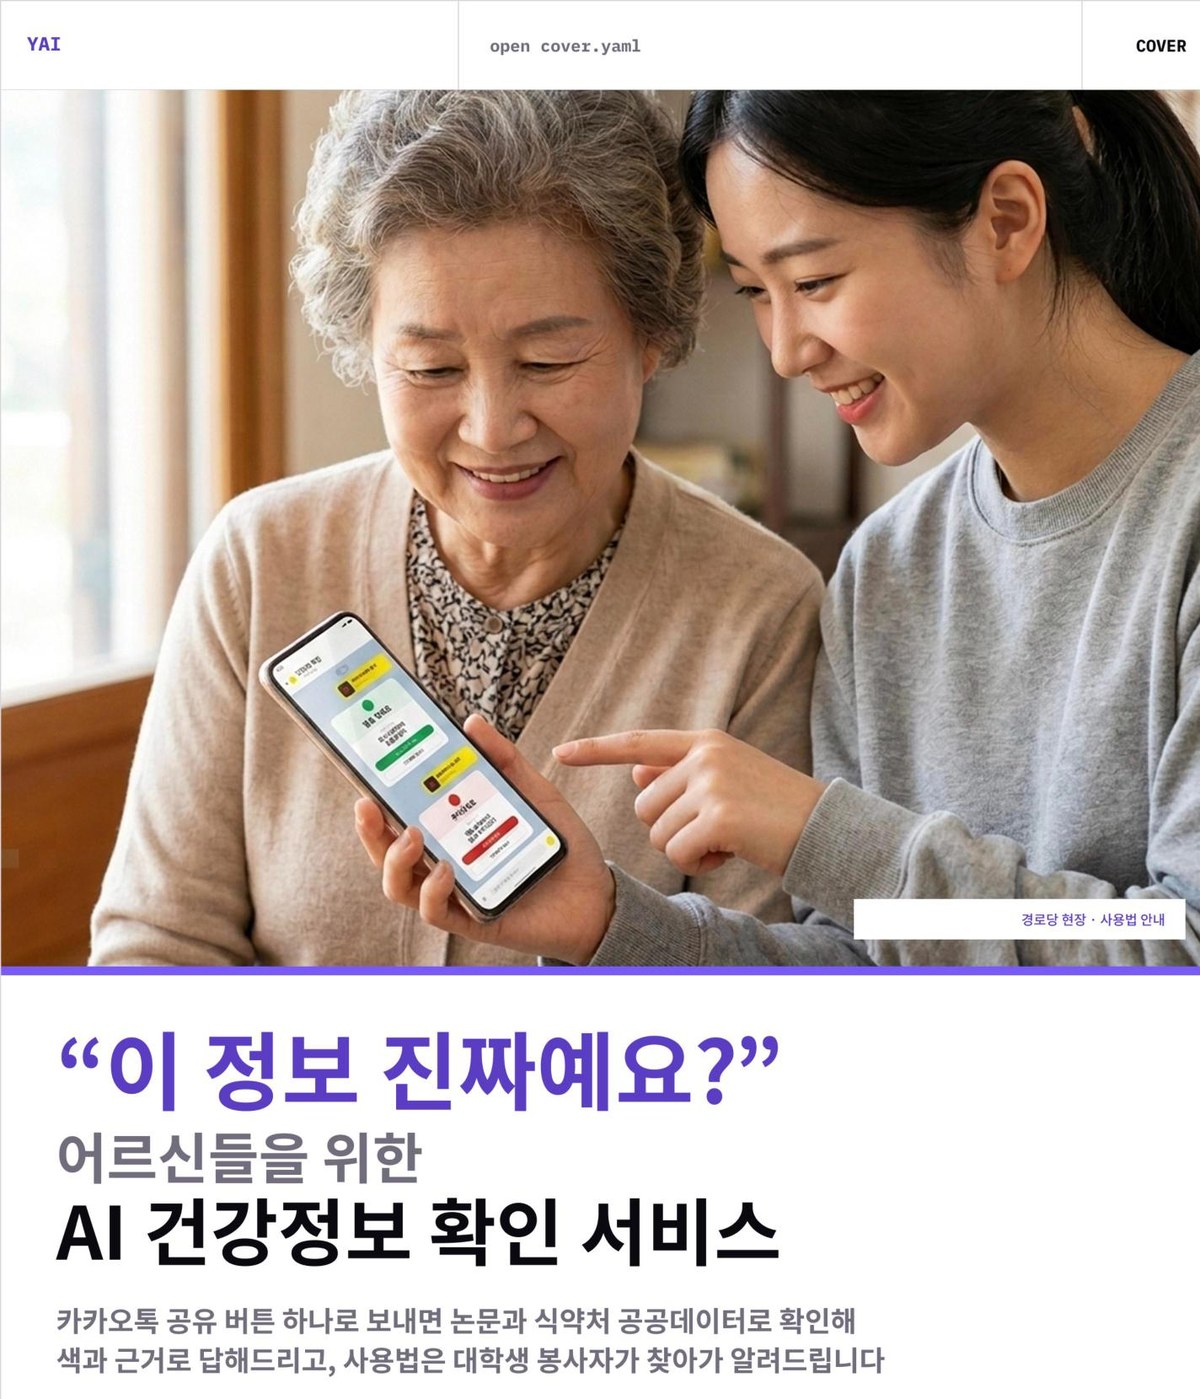 YAI
open cover.yaml
COVER
경로당 현장 · 사용법 안내
“이 정보 진짜예요?”
어르신들을 위한
AI 건강정보 확인 서비스
카카오톡 공유 버튼 하나로 보내면 논문과 식약처 공공데이터로 확인해
색과 근거로 답해드리고, 사용법은 대학생 봉사자가 찾아가 알려드립니다